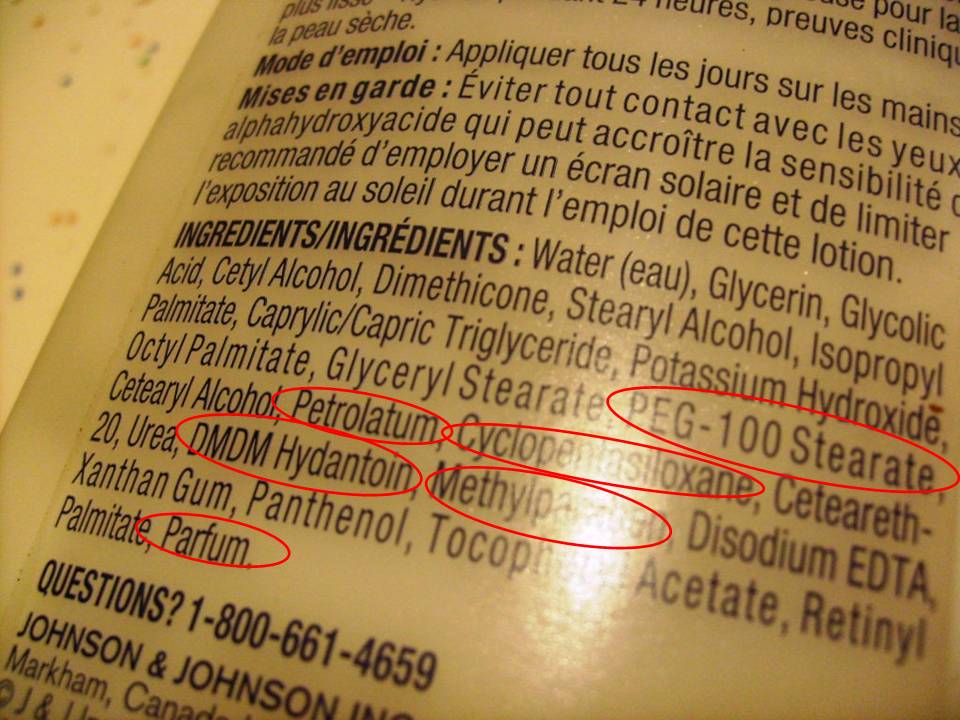 plus lisse 24 heures, preuves cliniqu
la peau sèche.
Mode d'emploi : Appliquer tous les jours sur les mains
Mises en garde : Éviter tout contact avec les yeux
alphahydroxyacide qui peut accroître la sensibilité
recommandé d'employer un écran solaire et de limiter
l'exposition au soleil durant l'emploi de cette lotion.
INGREDIENTS/INGRÉDIENTS : Water (eau), Glycerin, Glycolic
Acid, Cetyl Alcohol, Dimethicone, Stearyl Alcohol, Isopropyl
Palmitate, Caprylic/Capric Triglyceride, Potassium Hydroxide,
Octyl Palmitate, Glyceryl Stearate, PEG-100 Stearate,
Cetearyl Alcohol, Petrolatum, Cyclopentasiloxane, Ceteareth-
20, Urea, DMDM Hydantoin, Methylpa n, Disodium EDTA,
Xanthan Gum, Panthenol, Tocoph Acetate, Retinyl
Palmitate, Parfum.
QUESTIONS? 1-800-661-4659
JOHNSON & JOHNSON INC.
Markham, Canada
© J & J